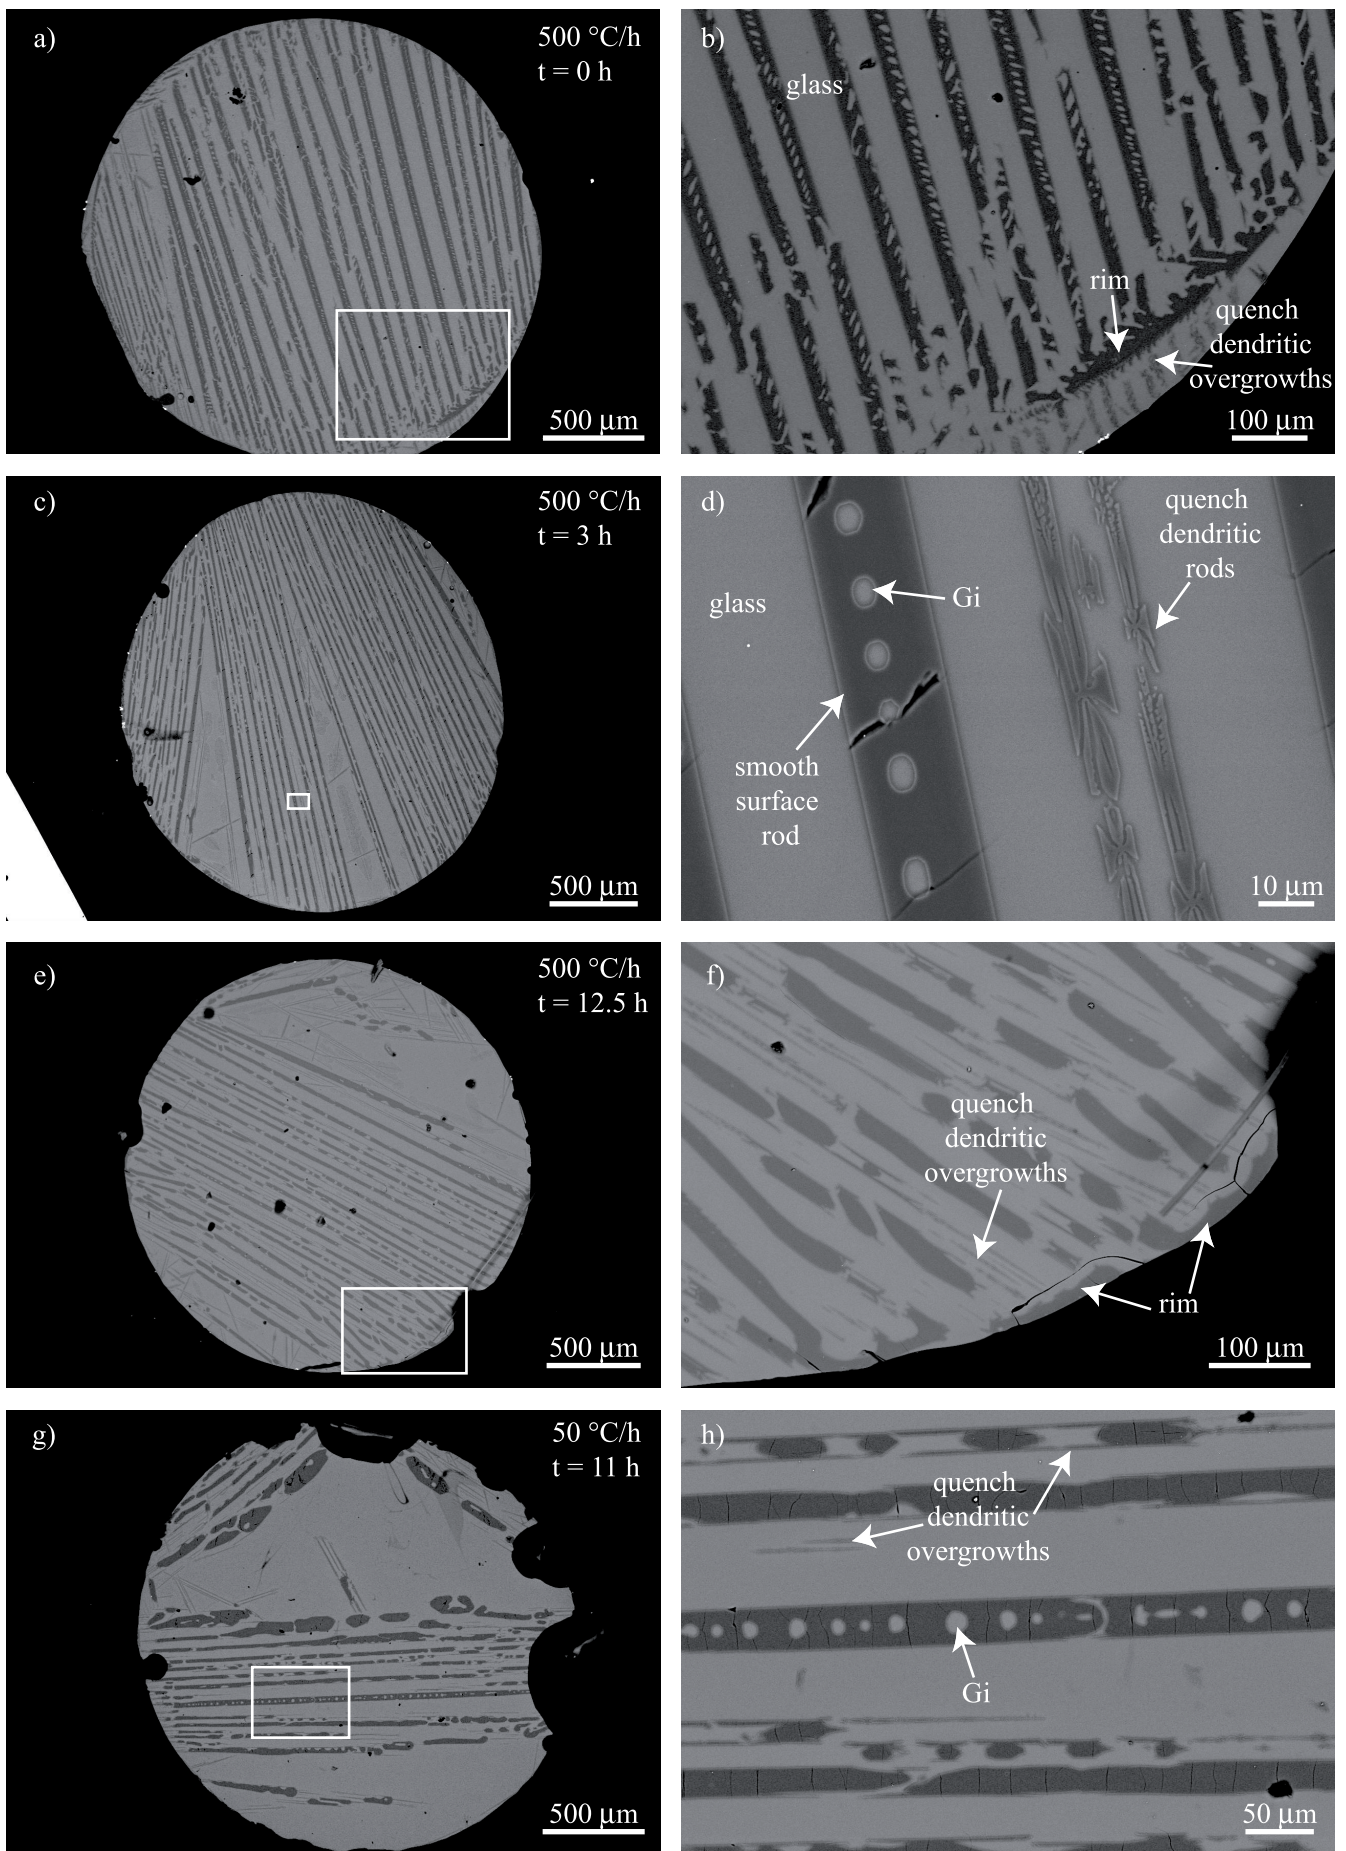 a)
500 °C/h
t = 0 h
500 µm
b)
glass
rim
quench
dendritic
overgrowths
100 µm
c)
500 °C/h
t = 3 h
500 µm
d)
quench
dendritic
rods
Gi
glass
smooth
surface
rod
10 µm
e)
500 °C/h
t = 12.5 h
500 µm
f)
quench
dendritic
overgrowths
rim
100 µm
g)
50 °C/h
t = 11 h
500 µm
h)
quench
dendritic
overgrowths
Gi
50 µm